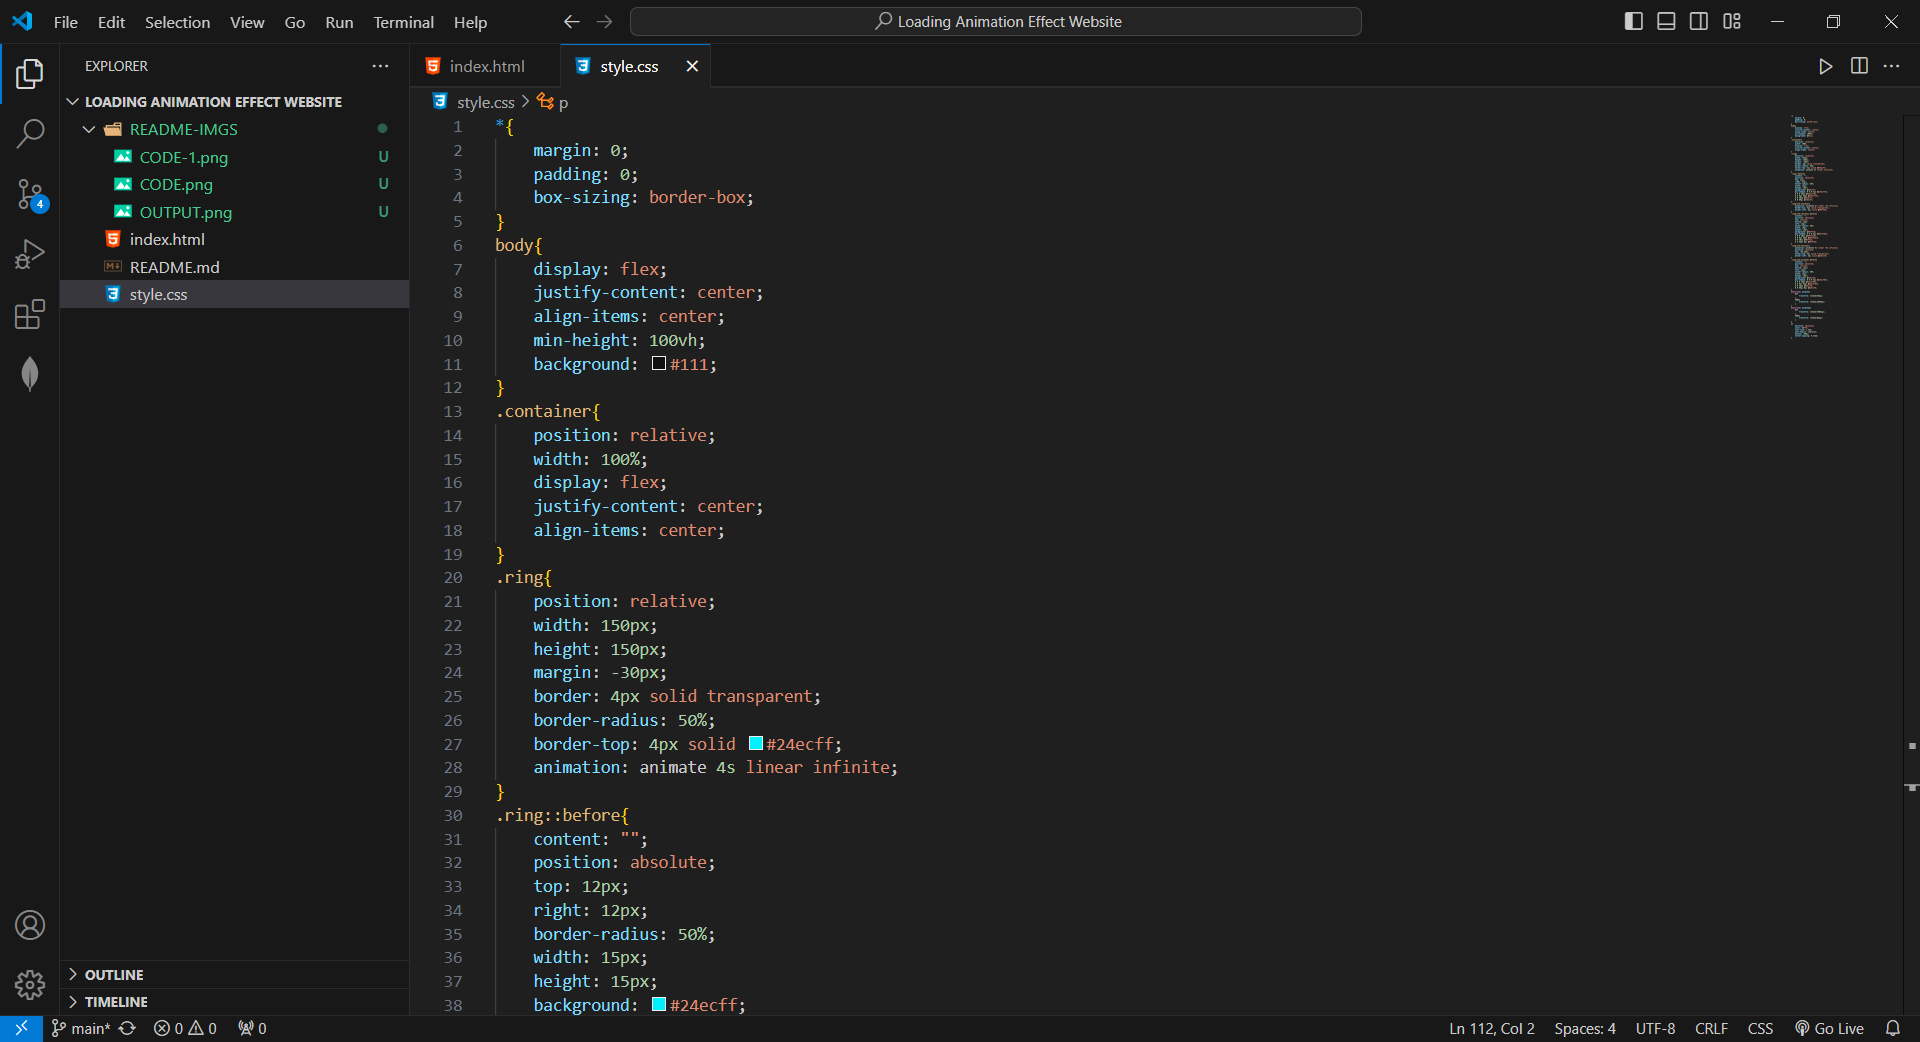 File Edit Selection View Go Run Terminal Help
Loading Animation Effect Website
EXPLORER
LOADING ANIMATION EFFECT WEBSITE
README-IMGS
CODE-1.png U
CODE.png U
OUTPUT.png U
index.html
README.md
style.css
4
OUTLINE
TIMELINE
index.html style.css
style.css > p
1 *{
2 margin: 0;
3 padding: 0;
4 box-sizing: border-box;
5 }
6 body{
7 display: flex;
8 justify-content: center;
9 align-items: center;
10 min-height: 100vh;
11 background: #111;
12 }
13 .container{
14 position: relative;
15 width: 100%;
16 display: flex;
17 justify-content: center;
18 align-items: center;
19 }
20 .ring{
21 position: relative;
22 width: 150px;
23 height: 150px;
24 margin: -30px;
25 border: 4px solid transparent;
26 border-radius: 50%;
27 border-top: 4px solid #24ecff;
28 animation: animate 4s linear infinite;
29 }
30 .ring::before{
31 content: "";
32 position: absolute;
33 top: 12px;
34 right: 12px;
35 border-radius: 50%;
36 width: 15px;
37 height: 15px;
38 background: #24ecff;
main* 0 0 0 Ln 112, Col 2 Spaces: 4 UTF-8 CRLF CSS Go Live